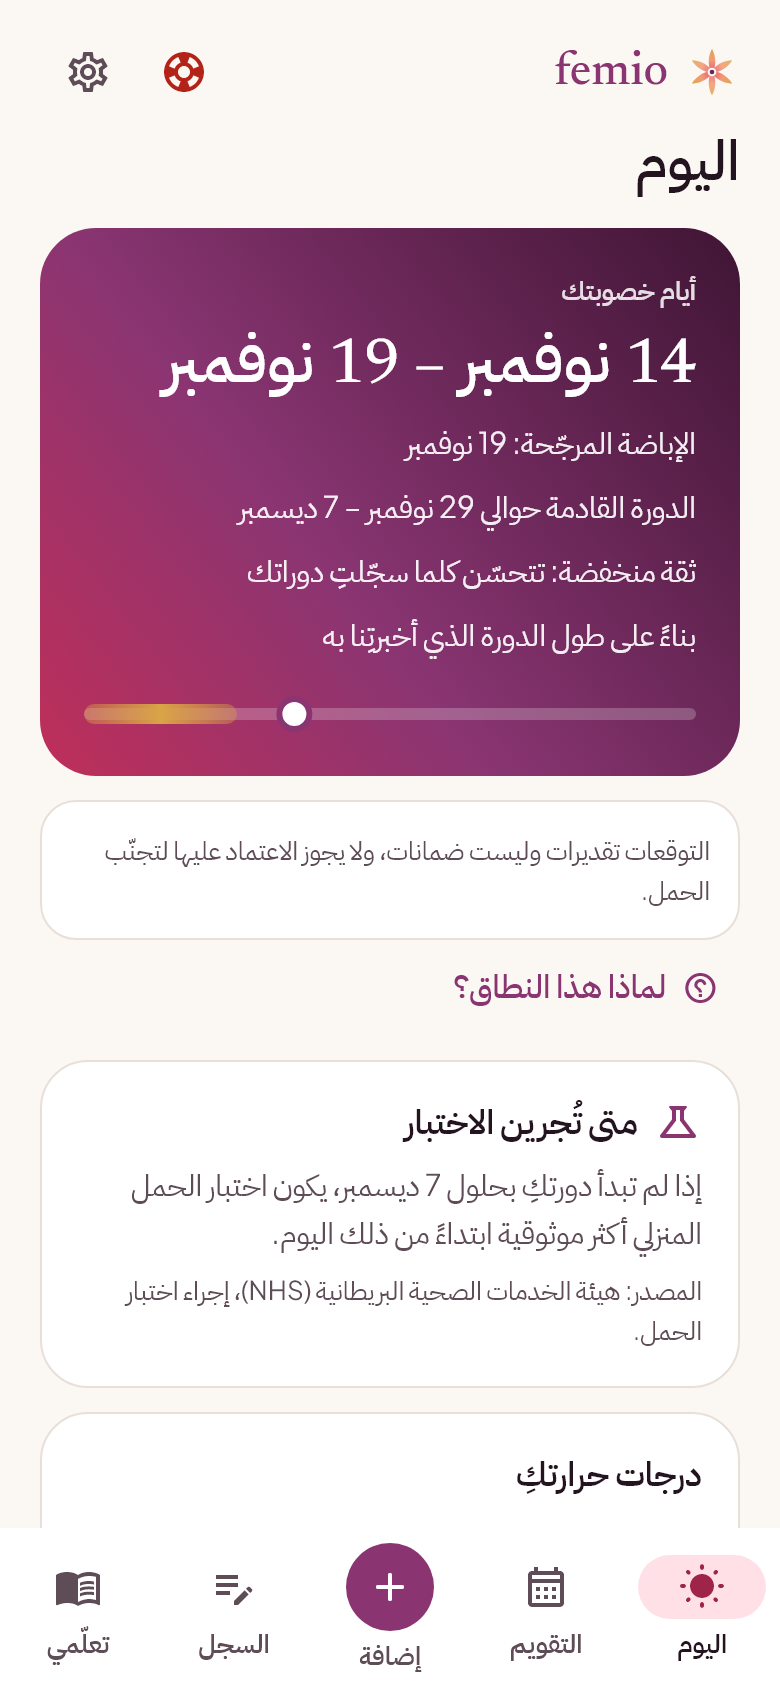 femio
اليوم
أيام خصوبتك
14 نوفمبر – 19 نوفمبر
الإباضة المرجّحة: 19 نوفمبر
الدورة القادمة حوالي 29 نوفمبر – 7 ديسمبر
ثقة منخفضة: تتحسّن كلما سجّلتِ دوراتك
بناءً على طول الدورة الذي أخبرتِنا به
التوقعات تقديرات وليست ضمانات، ولا يجوز الاعتماد عليها لتجنّب
الحمل.
لماذا هذا النطاق؟
متى تُجرين الاختبار
إذا لم تبدأ دورتكِ بحلول 7 ديسمبر، يكون اختبار الحمل
المنزلي أكثر موثوقية ابتداءً من ذلك اليوم.
المصدر: هيئة الخدمات الصحية البريطانية (NHS)، إجراء اختبار
الحمل.
درجات حرارتكِ
اليوم
التقويم
إضافة
السجل
تعلّمي